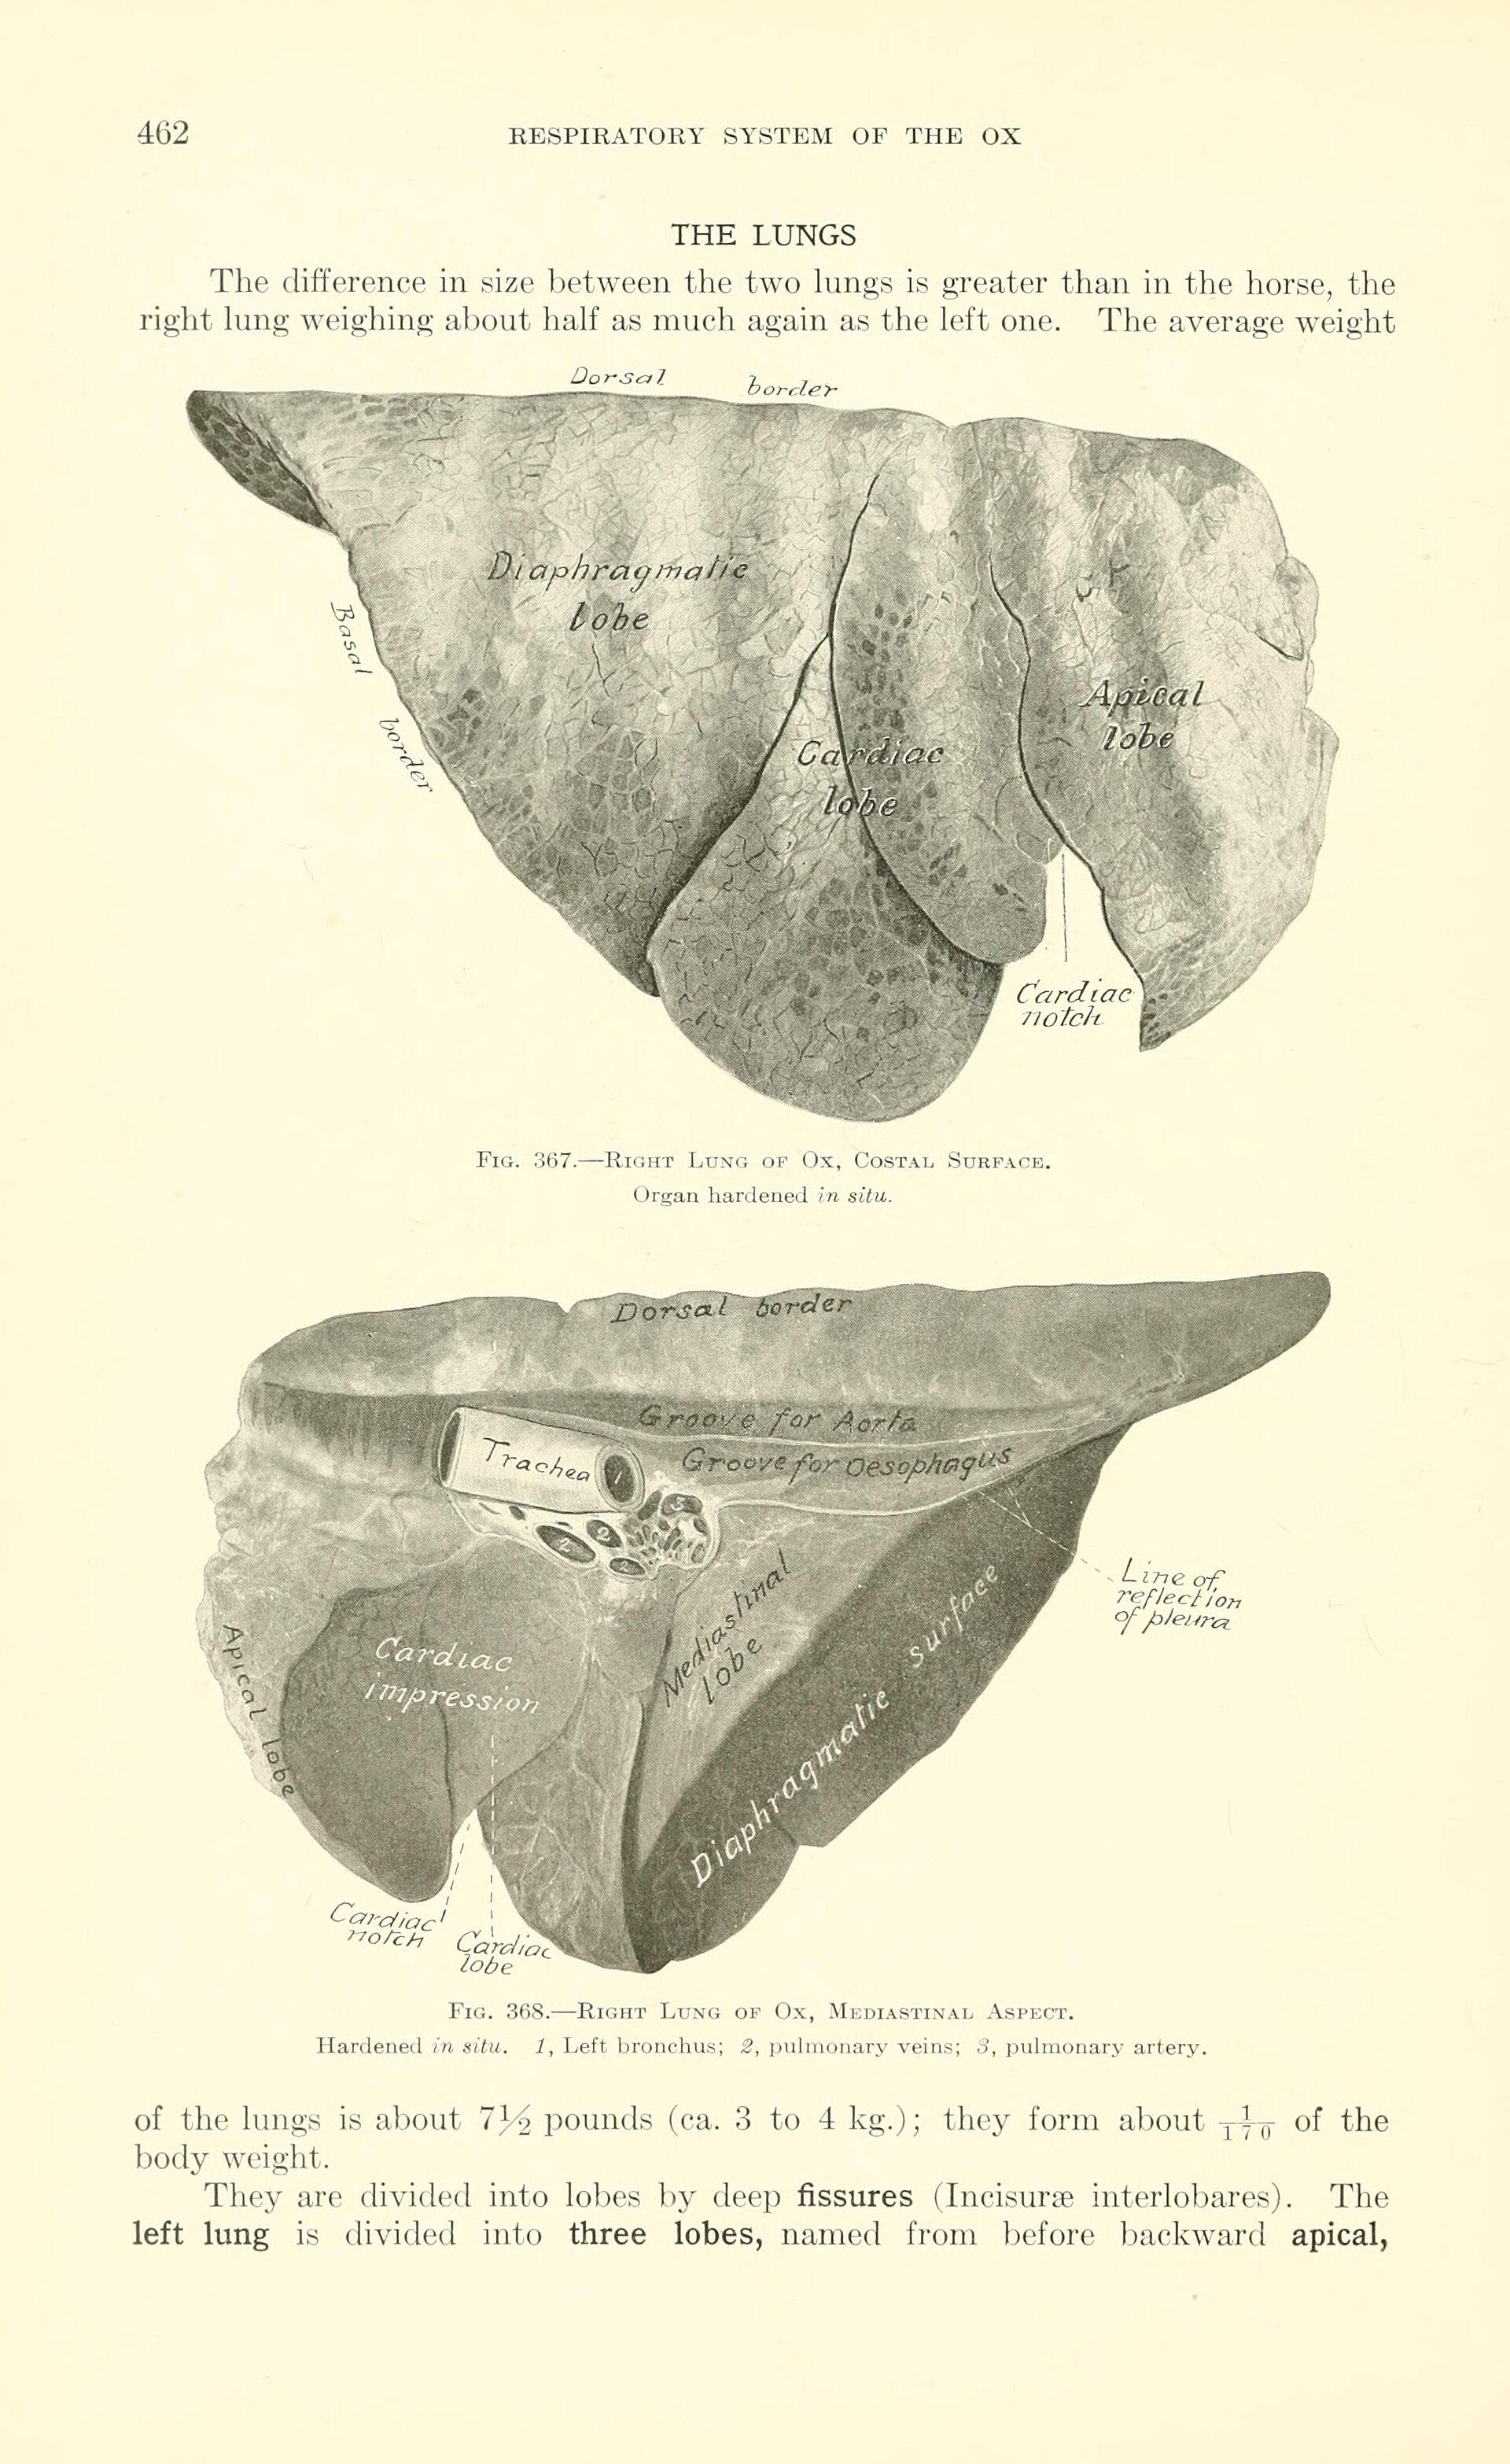 462
RESPIRATORY SYSTEM OF THE OX
THE LUNGS
The difference in size between the two lungs is greater than in the horse, the
right lung weighing about half as much again as the left one. The average weight
Dorsal border
Diaphragmatic
lobe
Basal
border
Cardiac
lobe
Apical
lobe
Cardiac
notch
FIG. 367.—RIGHT LUNG OF OX, COSTAL SURFACE.
Organ hardened in situ.
Dorsal border
Groove for Aorta
Groove for Oesophagus
Trachea
1
3
2
2
2
Line of
reflection
of pleura
Mediastinal
lobe
Diaphragmatic surface
Cardiac
impression
Apical lobe
Cardiac
notch
Cardiac
lobe
FIG. 368.—RIGHT LUNG OF OX, MEDIASTINAL ASPECT.
Hardened in situ. 1, Left bronchus; 2, pulmonary veins; 3, pulmonary artery.
of the lungs is about 7½ pounds (ca. 3 to 4 kg.); they form about 1/170 of the
body weight.
They are divided into lobes by deep fissures (Incisuræ interlobares). The
left lung is divided into three lobes, named from before backward apical,